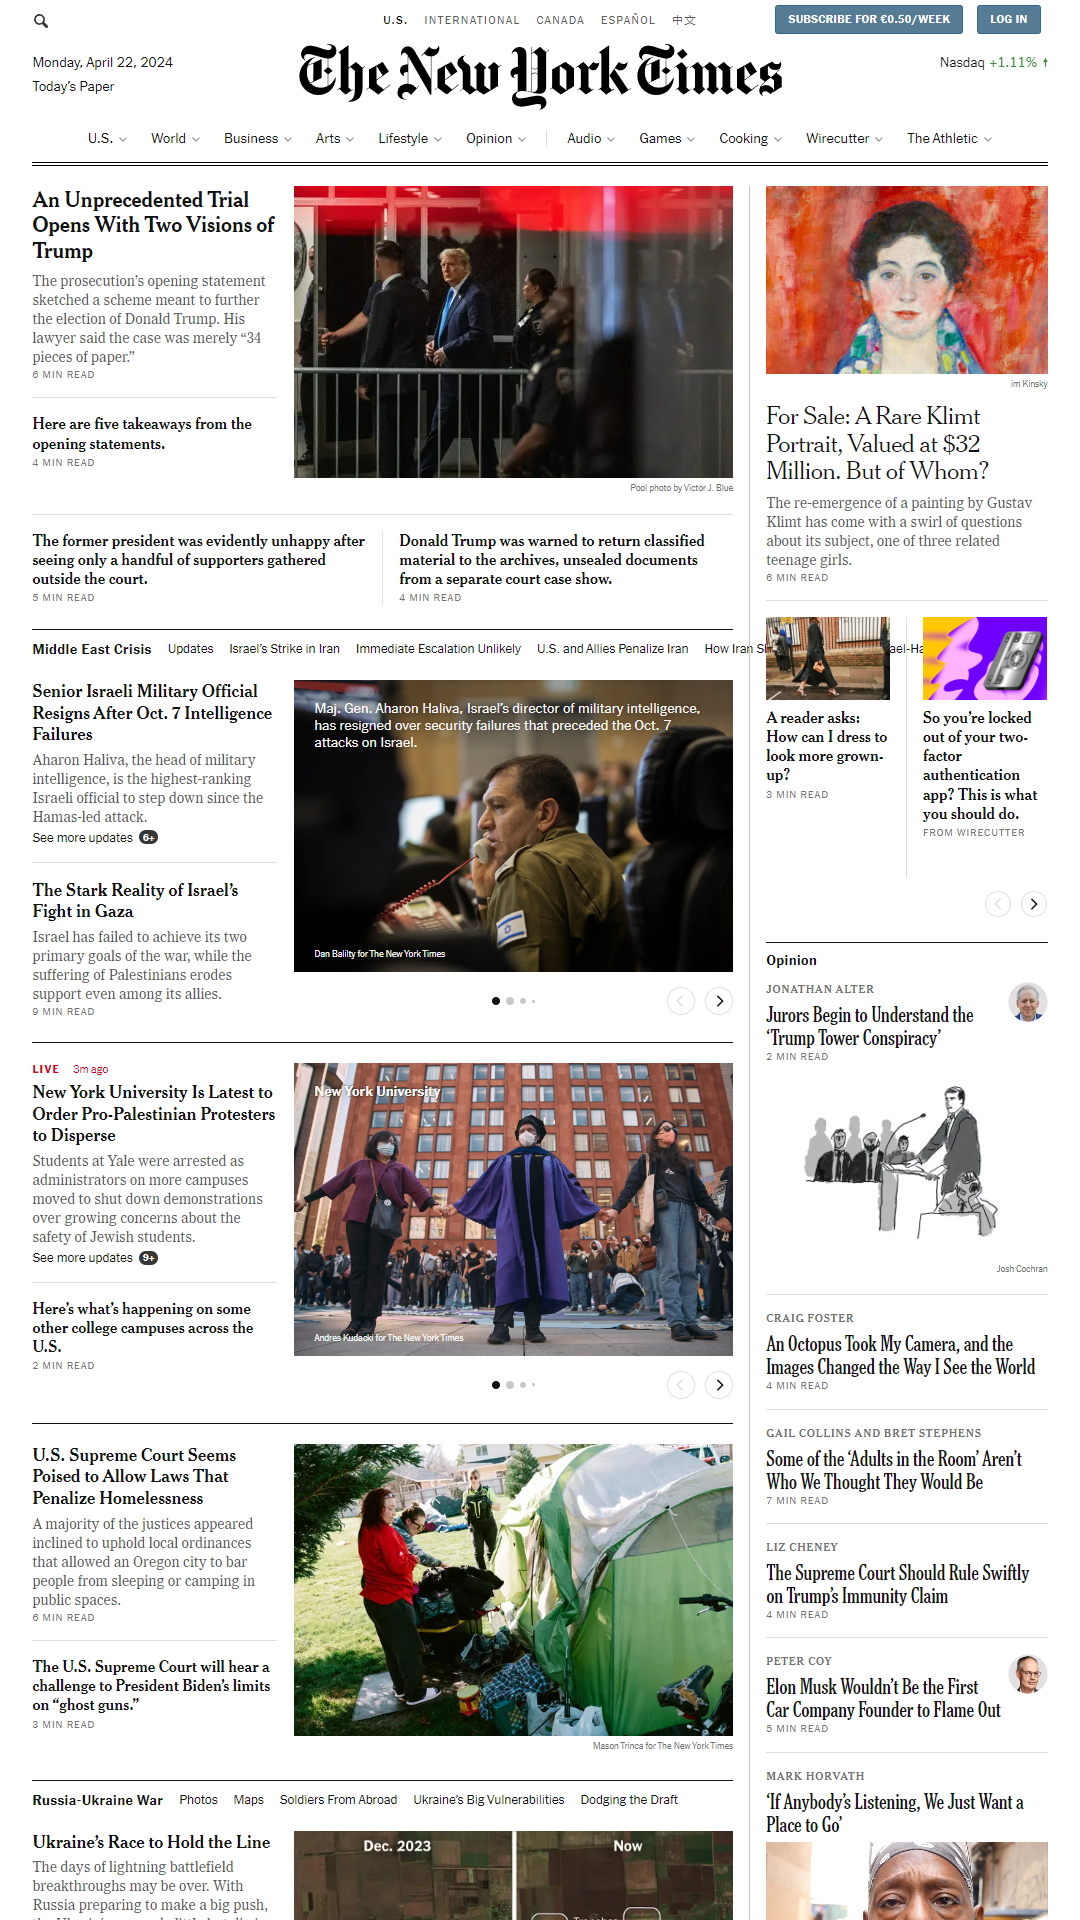 U.S. INTERNATIONAL CANADA ESPAÑOL 中文
SUBSCRIBE FOR €0.50/WEEK LOG IN
Monday, April 22, 2024
Today's Paper
The New York Times
Nasdaq +1.11% ↑
U.S. World Business Arts Lifestyle Opinion Audio Games Cooking Wirecutter The Athletic
An Unprecedented Trial
Opens With Two Visions of
Trump
The prosecution's opening statement
sketched a scheme meant to further
the election of Donald Trump. His
lawyer said the case was merely “34
pieces of paper.”
6 MIN READ
Here are five takeaways from the
opening statements.
4 MIN READ
Pool photo by Victor J. Blue
The former president was evidently unhappy after
seeing only a handful of supporters gathered
outside the court.
5 MIN READ
Donald Trump was warned to return classified
material to the archives, unsealed documents
from a separate court case show.
4 MIN READ
Middle East Crisis Updates Israel's Strike in Iran Immediate Escalation Unlikely U.S. and Allies Penalize Iran How Iran
Senior Israeli Military Official
Resigns After Oct. 7 Intelligence
Failures
Aharon Haliva, the head of military
intelligence, is the highest-ranking
Israeli official to step down since the
Hamas-led attack.
See more updates 6+
The Stark Reality of Israel's
Fight in Gaza
Israel has failed to achieve its two
primary goals of the war, while the
suffering of Palestinians erodes
support even among its allies.
9 MIN READ
Maj. Gen. Aharon Haliva, Israel's director of military intelligence,
has resigned over security failures that preceded the Oct. 7
attacks on Israel.
Dan Balilty for The New York Times
LIVE 3m ago
New York University Is Latest to
Order Pro-Palestinian Protesters
to Disperse
Students at Yale were arrested as
administrators on more campuses
moved to shut down demonstrations
over growing concerns about the
safety of Jewish students.
See more updates 9+
Here's what's happening on some
other college campuses across the
U.S.
2 MIN READ
New York University
Andres Kudacki for The New York Times
U.S. Supreme Court Seems
Poised to Allow Laws That
Penalize Homelessness
A majority of the justices appeared
inclined to uphold local ordinances
that allowed an Oregon city to bar
people from sleeping or camping in
public spaces.
6 MIN READ
The U.S. Supreme Court will hear a
challenge to President Biden's limits
on “ghost guns.”
3 MIN READ
Mason Trinca for The New York Times
Russia-Ukraine War Photos Maps Soldiers From Abroad Ukraine's Big Vulnerabilities Dodging the Draft
Ukraine's Race to Hold the Line
The days of lightning battlefield
breakthroughs may be over. With
Russia preparing to make a big push,
Dec. 2023 Now
im Kinsky
For Sale: A Rare Klimt
Portrait, Valued at $32
Million. But of Whom?
The re-emergence of a painting by Gustav
Klimt has come with a swirl of questions
about its subject, one of three related
teenage girls.
6 MIN READ
A reader asks:
How can I dress to
look more grown-
up?
3 MIN READ
So you're locked
out of your two-
factor
authentication
app? This is what
you should do.
FROM WIRECUTTER
Opinion
JONATHAN ALTER
Jurors Begin to Understand the
‘Trump Tower Conspiracy’
2 MIN READ
Josh Cochran
CRAIG FOSTER
An Octopus Took My Camera, and the
Images Changed the Way I See the World
4 MIN READ
GAIL COLLINS AND BRET STEPHENS
Some of the ‘Adults in the Room’ Aren't
Who We Thought They Would Be
7 MIN READ
LIZ CHENEY
The Supreme Court Should Rule Swiftly
on Trump's Immunity Claim
4 MIN READ
PETER COY
Elon Musk Wouldn't Be the First
Car Company Founder to Flame Out
5 MIN READ
MARK HORVATH
‘If Anybody's Listening, We Just Want a
Place to Go’